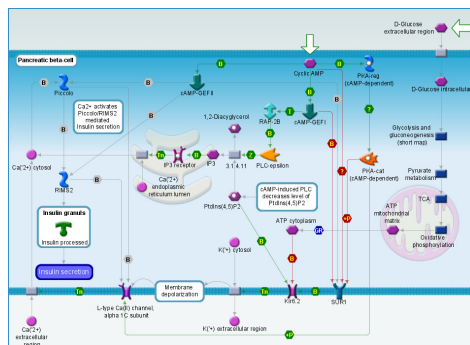 D-Glucose
extracellular region
Pancreatic beta-cell
Cyclic AMP
PKA-reg
(cAMP-dependent)
Piccolo
cAMP-GEFII
D-Glucose intracellular
Ca2+ activates
Piccolo/RIMS2
mediated
Insulin secretion
1,2-Diacylglycerol
RAP-2B
cAMP-GEFI
Glycolysis and
gluconeogenesis
(short map)
Ca(2+) cytosol
IP3 receptor
IP3
3.1.4.11
PLC-epsilon
PKA-cat
(cAMP-dependent)
Pyruvate metabolism
RIMS2
Ca(2+)
endoplasmic
reticulum lumen
PtdIns(4,5)P2
cAMP-induced PLC
decreases level of
PtdIns(4,5)P2
TCA
ATP
mitochondrial
matrix
Insulin granuls
Insulin processed
ATP cytoplasm
Oxidative
phosphorylation
K(+) cytosol
Insulin secretion
Membrane
depolarization
Kir6.2
SUR1
L-type Ca(II) channel,
alpha 1C subunit
Ca(2+)
extracellular
region
K(+) extracellular region